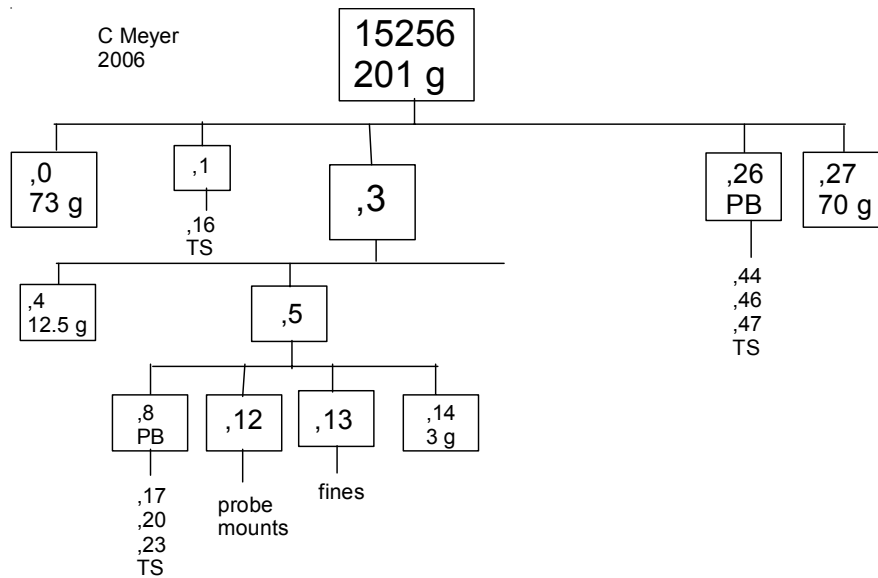 C Meyer
2006
15256
201 g
,0
73 g
,1
,16
TS
,3
,26
PB
,44
,46
,47
TS
,27
70 g
,4
12.5 g
,5
,8
PB
,17
,20
,23
TS
,12
probe
mounts
,13
fines
,14
3 g